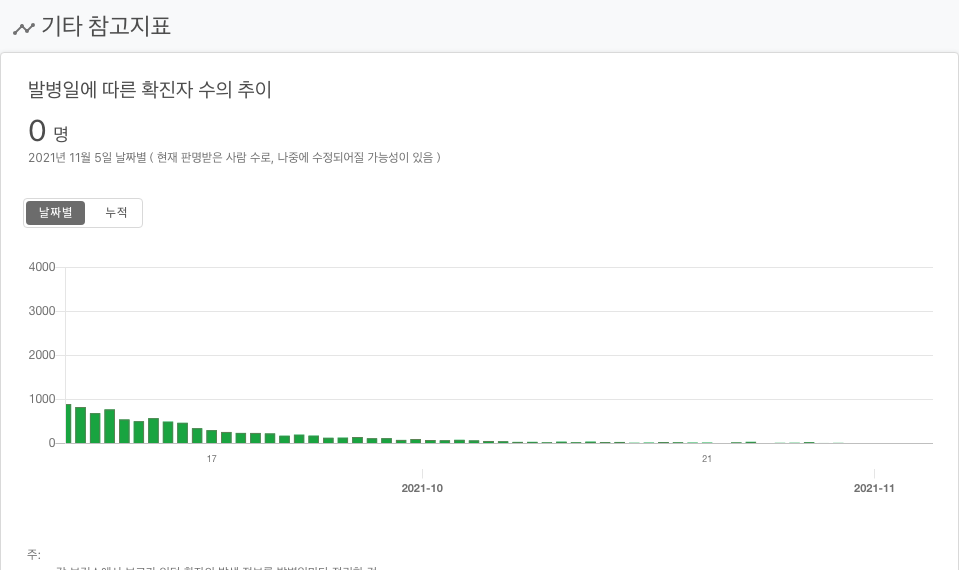 기타 참고지표
발병일에 따른 확진자 수의 추이
0 명
2021년 11월 5일 날짜별 ( 현재 판명받은 사람 수로, 나중에 수정되어질 가능성이 있음 )
날짜별 누적
4000
3000
2000
1000
0
17 21
2021-10 2021-11
주: